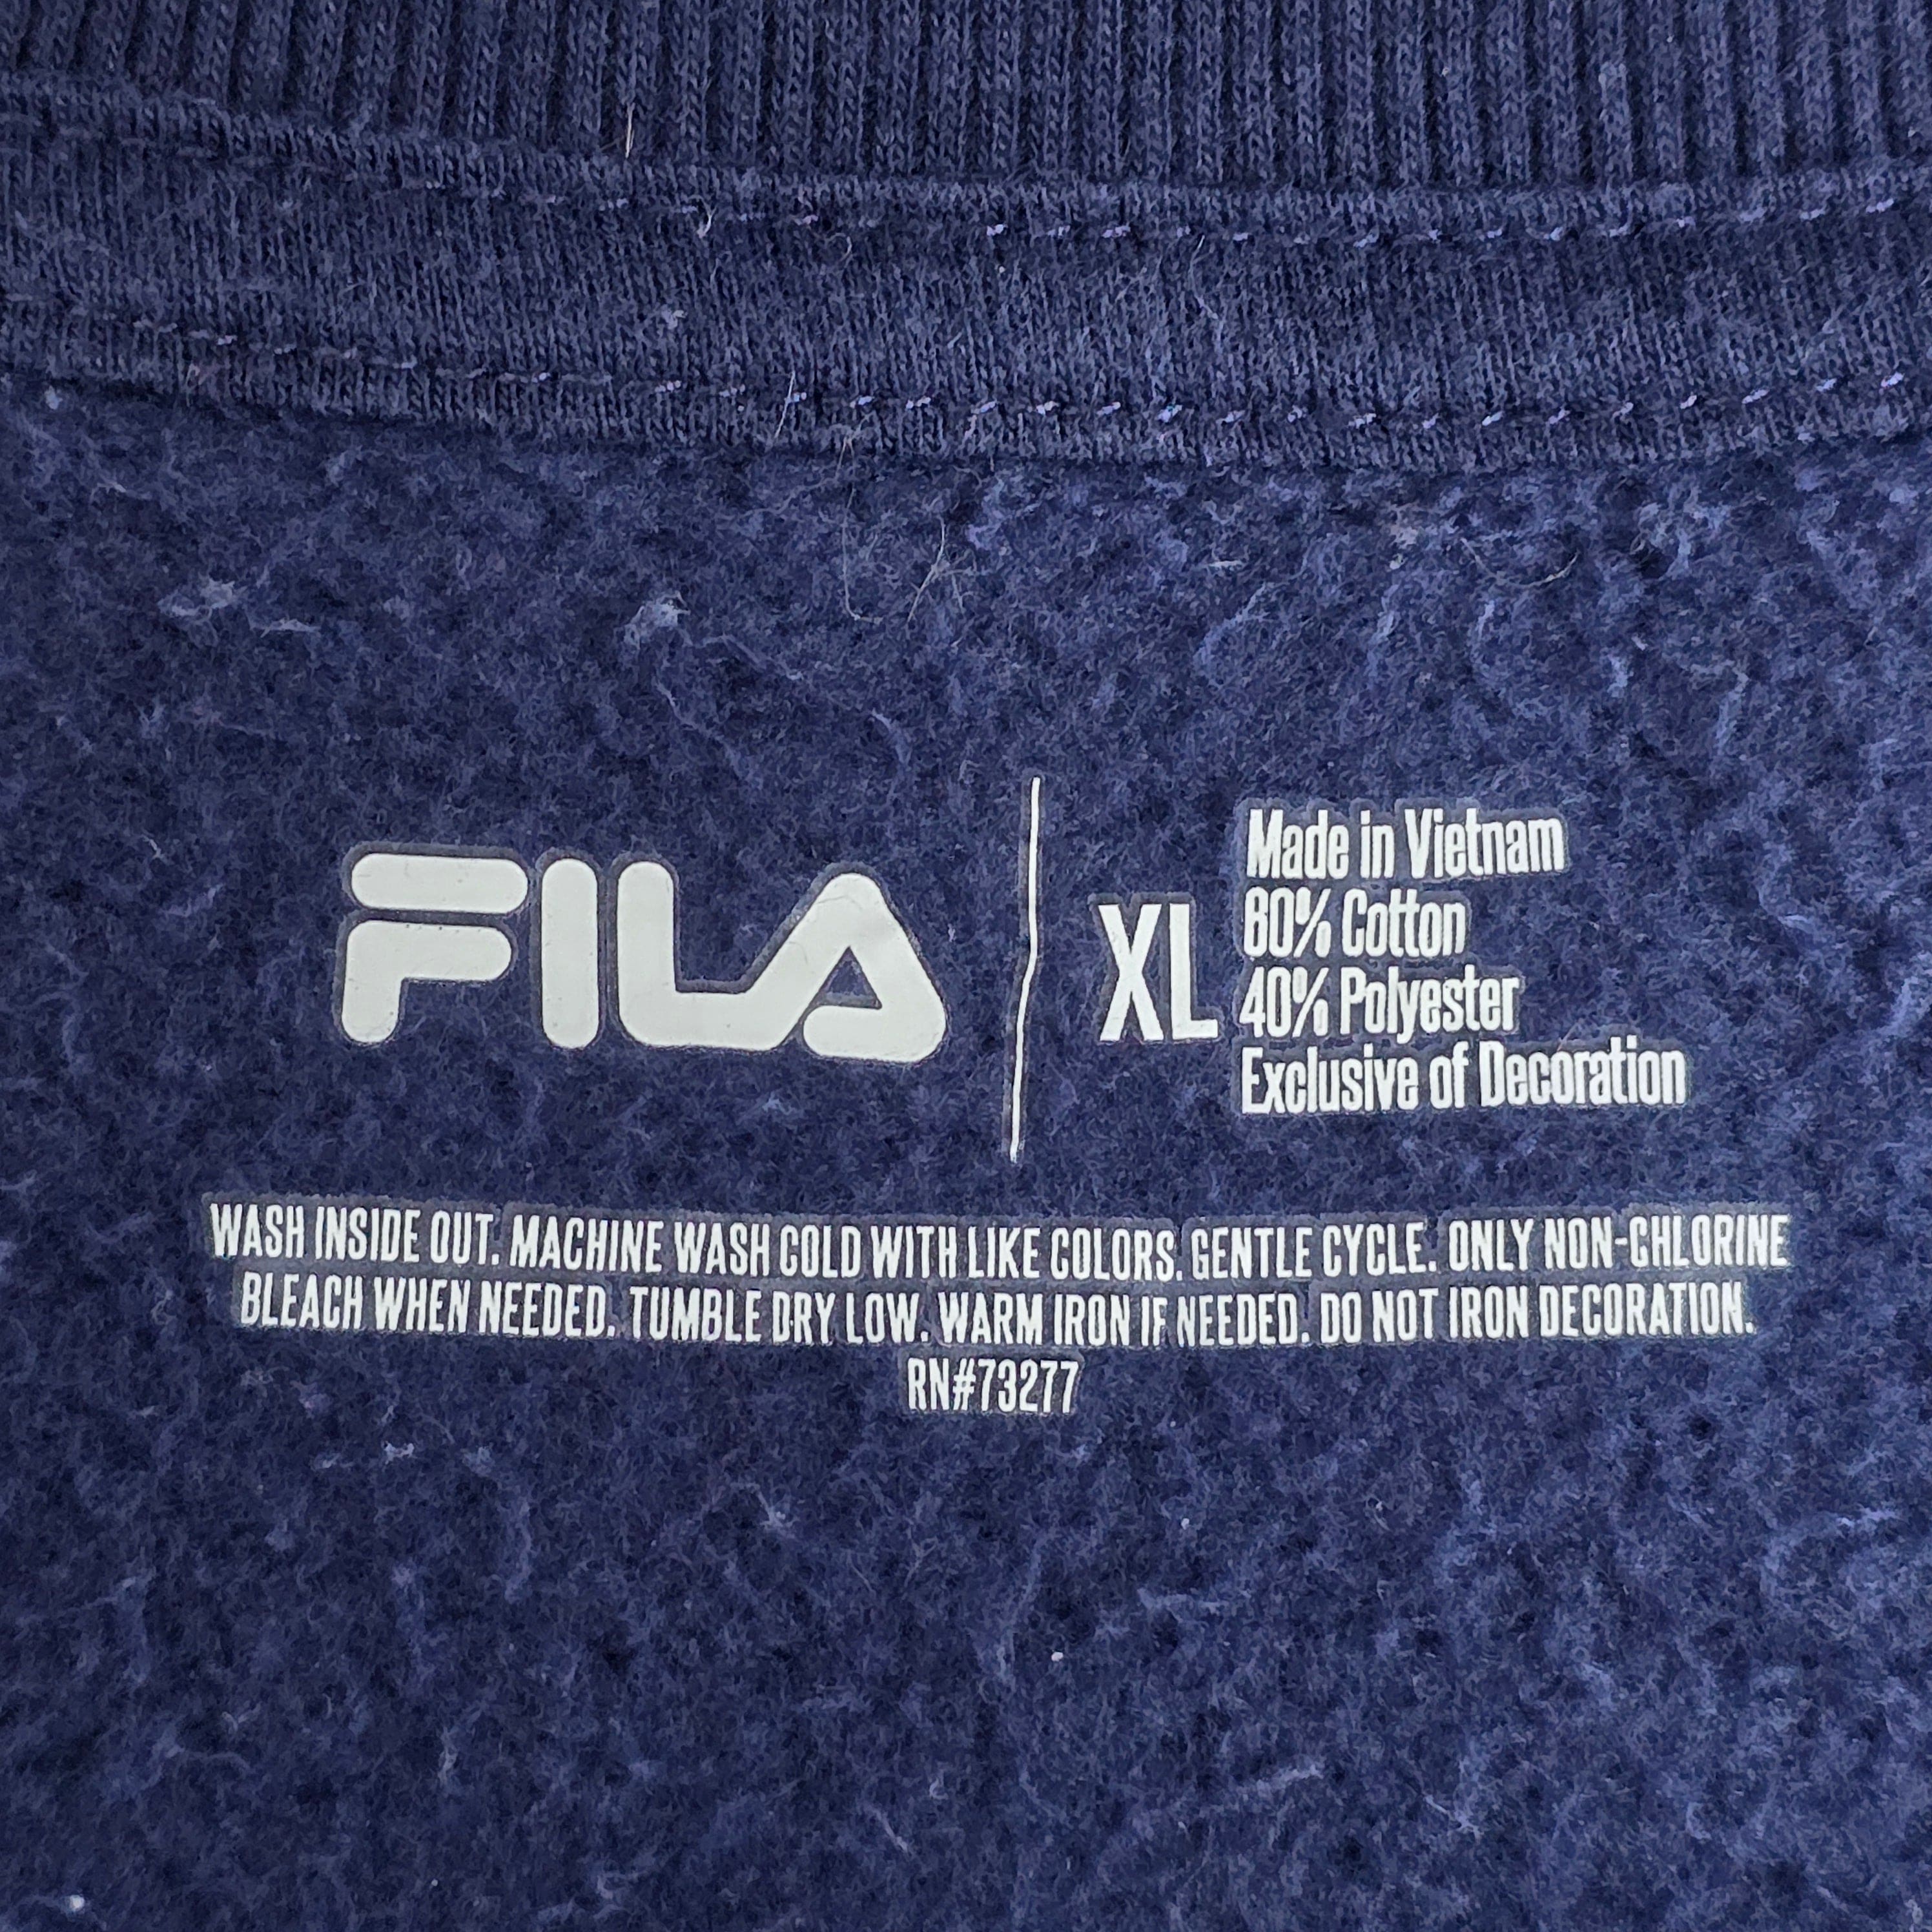 FILA
XL
Made in Vietnam
60% Cotton
40% Polyester
Exclusive of Decoration
WASH INSIDE OUT. MACHINE WASH COLD WITH LIKE COLORS. GENTLE CYCLE. ONLY NON-CHLORINE
BLEACH WHEN NEEDED. TUMBLE DRY LOW. WARM IRON IF NEEDED. DO NOT IRON DECORATION.
RN#73277